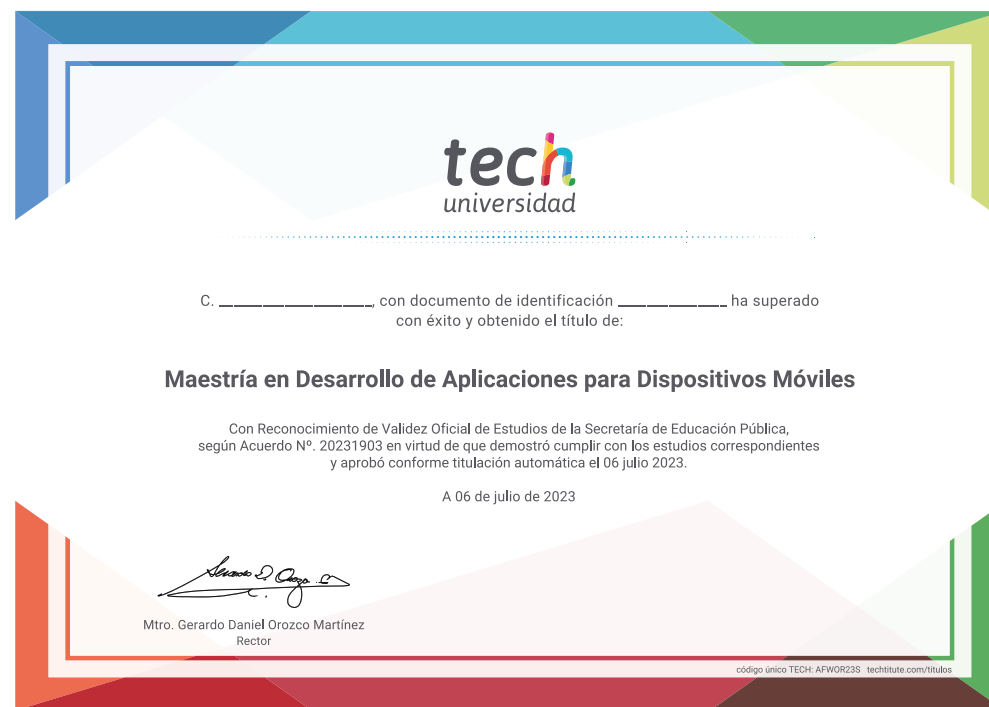 tech
universidad
C. ____________________, con documento de identificación ______________ ha superado
con éxito y obtenido el título de:
Maestría en Desarrollo de Aplicaciones para Dispositivos Móviles
Con Reconocimiento de Validez Oficial de Estudios de la Secretaría de Educación Pública,
según Acuerdo Nº. 20231903 en virtud de que demostró cumplir con los estudios correspondientes
y aprobó conforme titulación automática el 06 julio 2023.
A 06 de julio de 2023
Mtro. Gerardo Daniel Orozco Martínez
Rector
código único TECH: AFWOR23S techtitute.com/titulos